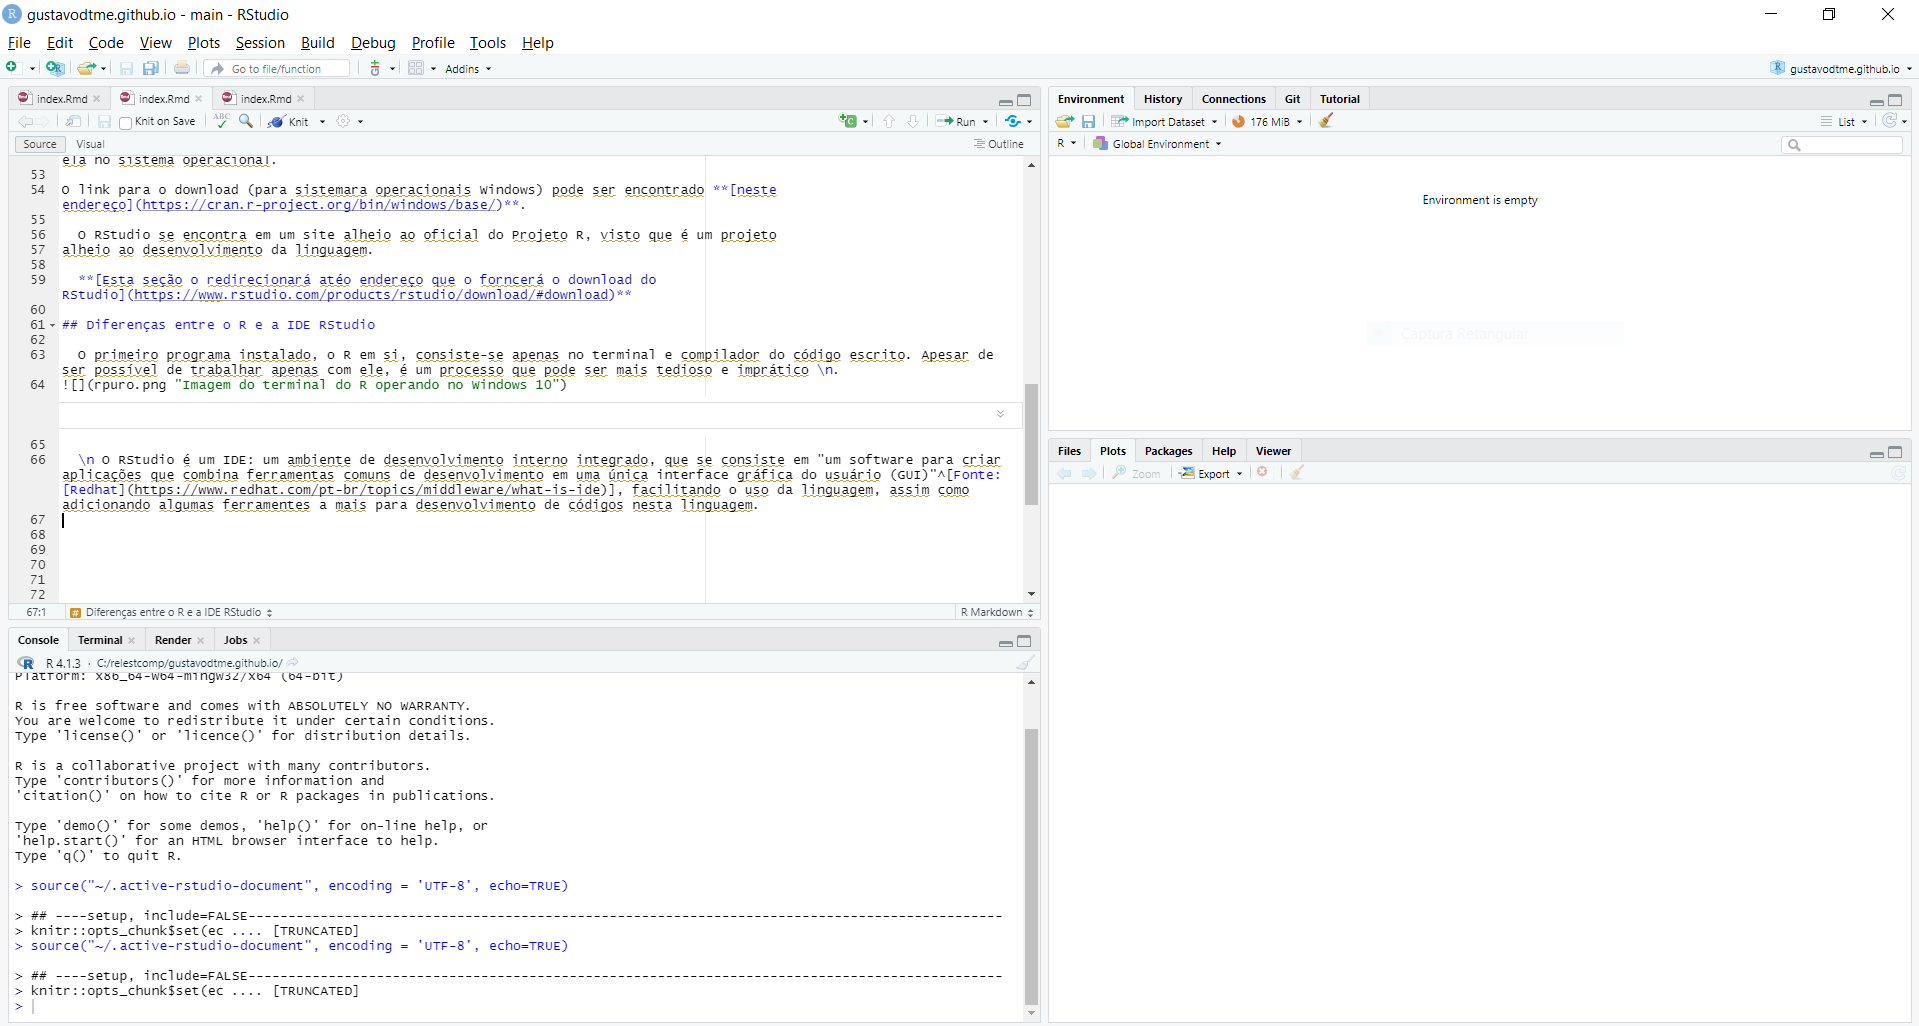 gustavodtme.github.io - main - RStudio
File Edit Code View Plots Session Build Debug Profile Tools Help
Go to file/function Addins gustavodtme.github.io
index.Rmd index.Rmd index.Rmd
Knit on Save ABC Knit Run
Source Visual Outline
ela no sistema operacional.
53
54 O link para o download (para sistemara operacionais Windows) pode ser encontrado **[neste
endereço](https://cran.r-project.org/bin/windows/base/)**.
55
56 O RStudio se encontra em um site alheio ao oficial do Projeto R, visto que é um projeto
57 alheio ao desenvolvimento da linguagem.
58
59 **[Esta seção o redirecionará atéo endereço que o forncerá o download do
RStudio](https://www.rstudio.com/products/rstudio/download/#download)**
60
61 ## Diferenças entre o R e a IDE RStudio
62
63 O primeiro programa instalado, o R em si, consiste-se apenas no terminal e compilador do código escrito. Apesar de
ser possível de trabalhar apenas com ele, é um processo que pode ser mais tedioso e imprático \n.
64 ![](rpuro.png "Imagem do terminal do R operando no Windows 10")
65
66 \n O RStudio é um IDE: um ambiente de desenvolvimento interno integrado, que se consiste em "um software para criar
aplicações que combina ferramentas comuns de desenvolvimento em uma única interface gráfica do usuário (GUI)"^[Fonte:
[Redhat](https://www.redhat.com/pt-br/topics/middleware/what-is-ide)], facilitando o uso da linguagem, assim como
adicionando algumas ferramentes a mais para desenvolvimento de códigos nesta linguagem.
67
68
69
70
71
72
67:1 # Diferenças entre o R e a IDE RStudio R Markdown
Console Terminal Render Jobs
R 4.1.3 · C:/relestcomp/gustavodtme.github.io/
Platform: x86_64-w64-mingw32/x64 (64-bit)
R is free software and comes with ABSOLUTELY NO WARRANTY.
You are welcome to redistribute it under certain conditions.
Type 'license()' or 'licence()' for distribution details.
R is a collaborative project with many contributors.
Type 'contributors()' for more information and
'citation()' on how to cite R or R packages in publications.
Type 'demo()' for some demos, 'help()' for on-line help, or
'help.start()' for an HTML browser interface to help.
Type 'q()' to quit R.
> source("~/.active-rstudio-document", encoding = 'UTF-8', echo=TRUE)
> ## ----setup, include=FALSE----------------------------------------------------------------------------------------------
> knitr::opts_chunk$set(ec .... [TRUNCATED]
> source("~/.active-rstudio-document", encoding = 'UTF-8', echo=TRUE)
> ## ----setup, include=FALSE----------------------------------------------------------------------------------------------
> knitr::opts_chunk$set(ec .... [TRUNCATED]
>
Environment History Connections Git Tutorial
Import Dataset 176 MiB List
R Global Environment
Environment is empty
Captura Retangular
Files Plots Packages Help Viewer
Zoom Export